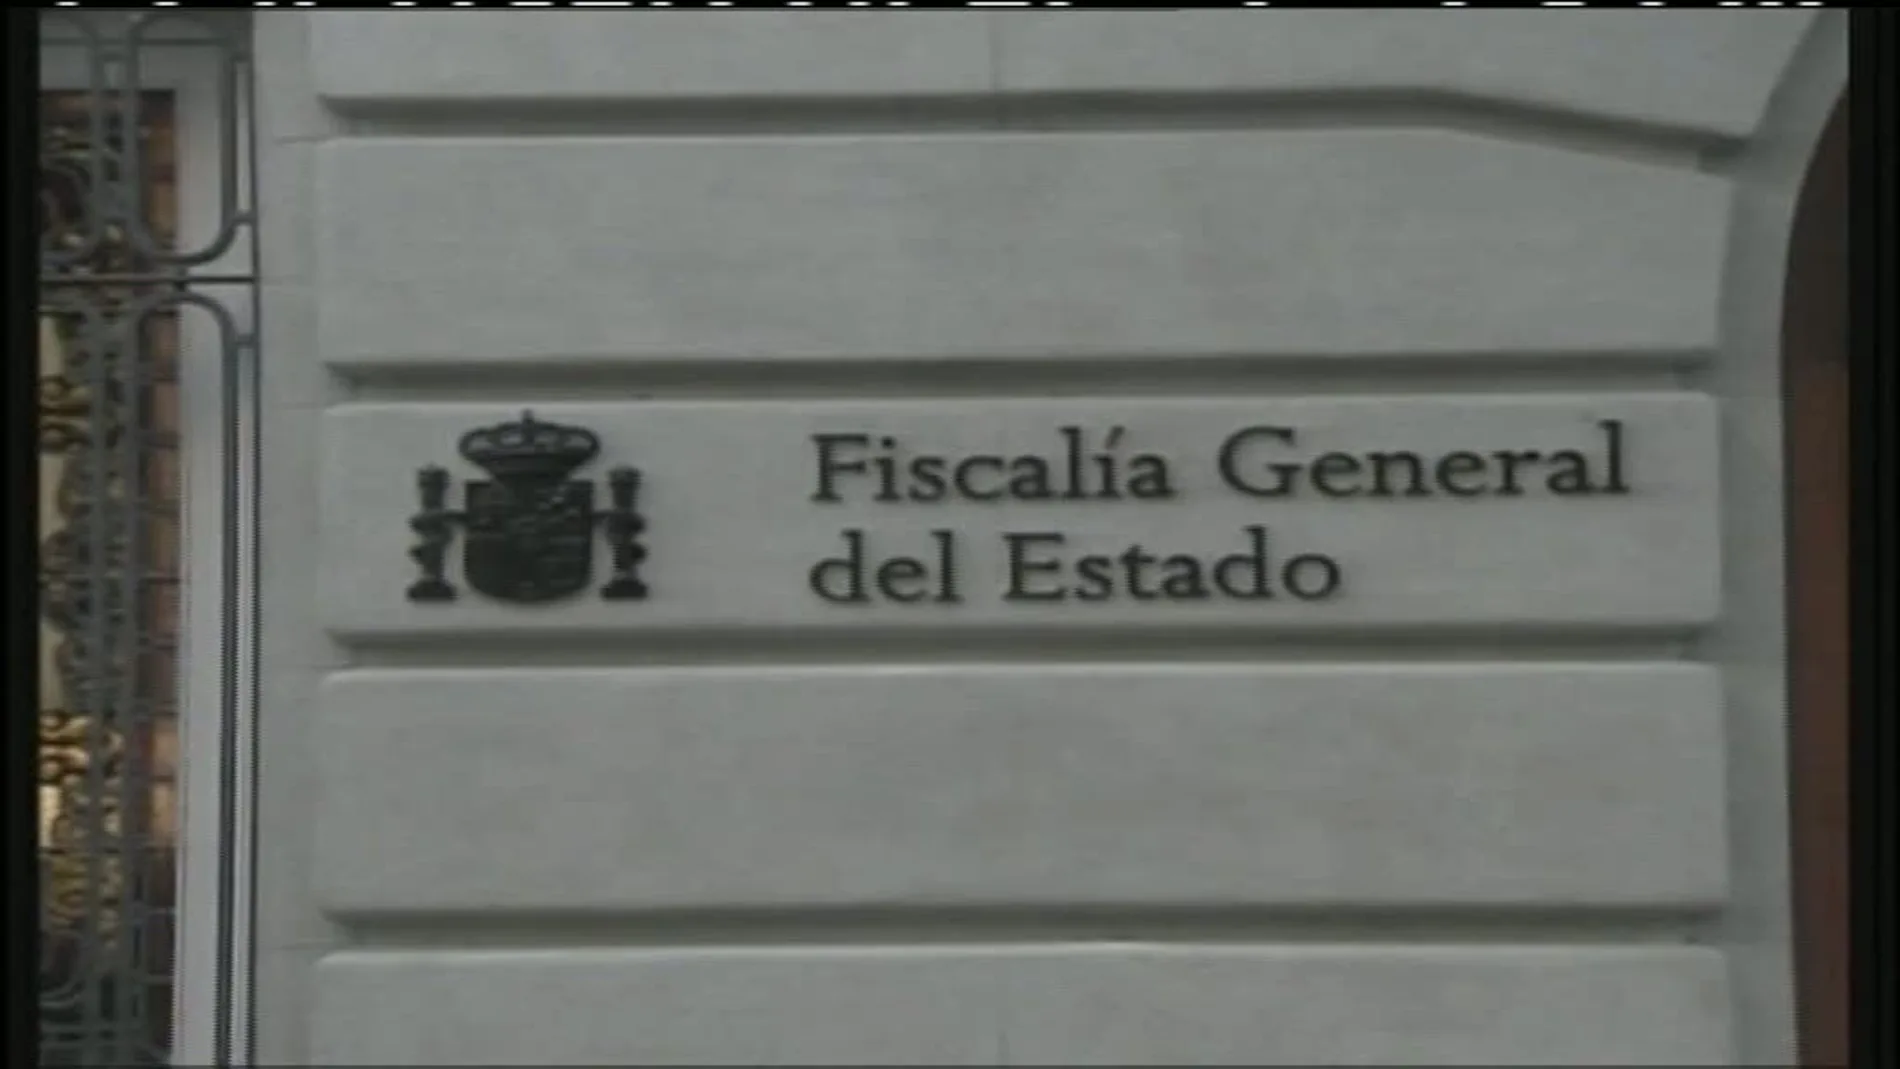 Fiscalía General
del Estado